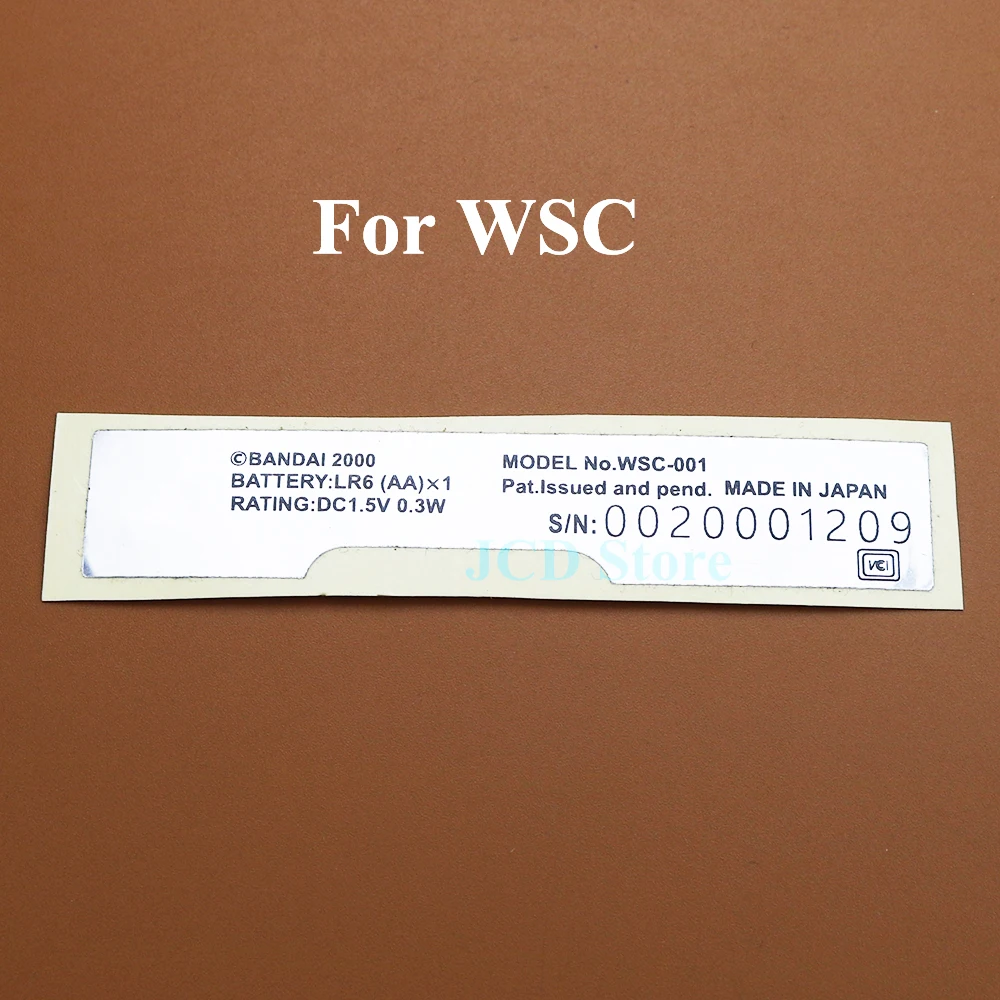 For WSC
©BANDAI 2000
BATTERY:LR6 (AA)×1
RATING:DC1.5V 0.3W
MODEL No.WSC-001
Pat.Issued and pend. MADE IN JAPAN
S/N: 0020001209
VCI
JCD Store